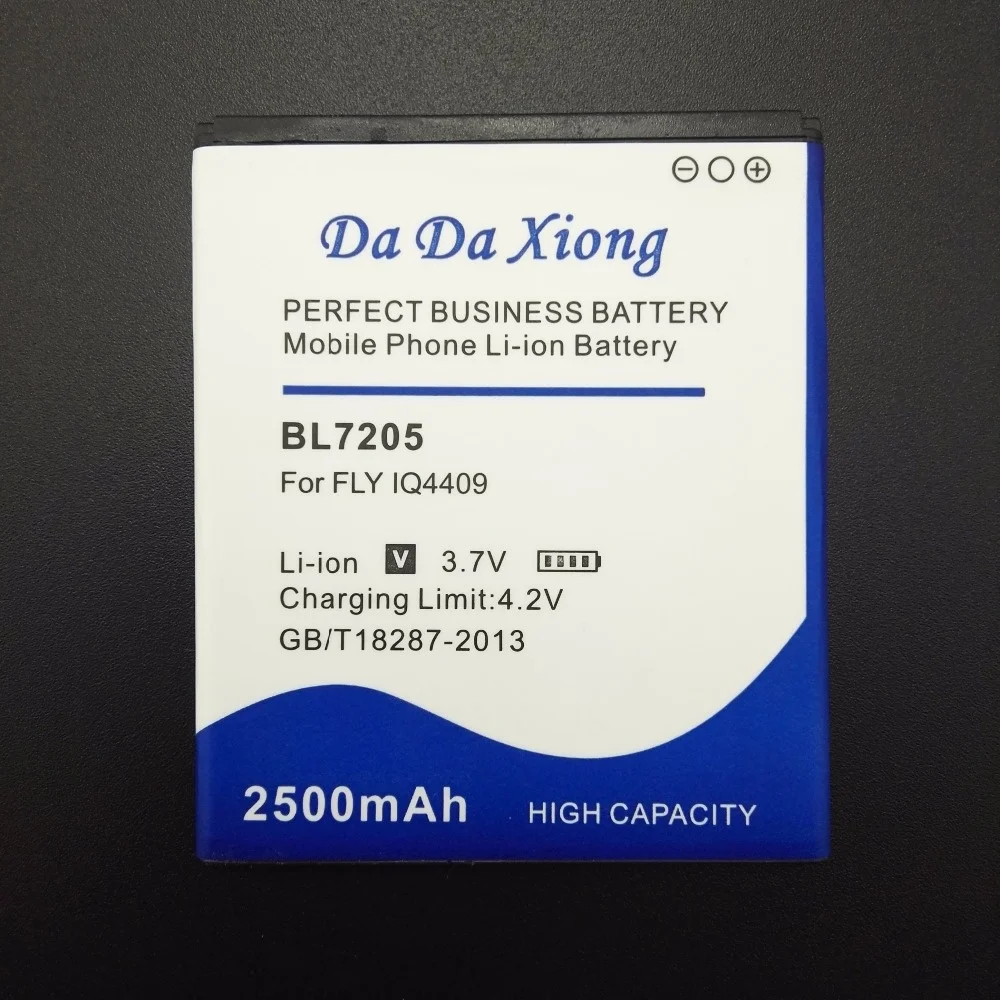 ⊖ ○ ⊕
Da Da Xiong
PERFECT BUSINESS BATTERY
Mobile Phone Li-ion Battery
BL7205
For FLY IQ4409
Li-ion V 3.7V
Charging Limit:4.2V
GB/T18287-2013
2500mAh HIGH CAPACITY